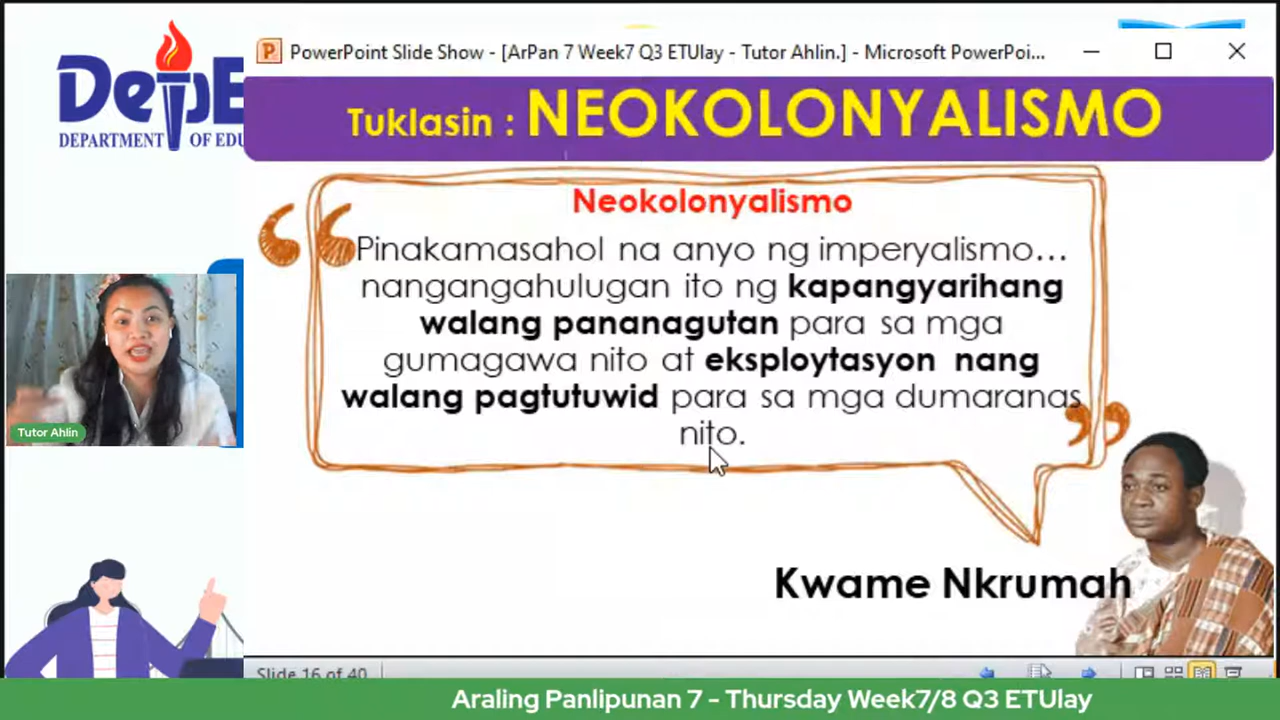 DepE
DEPARTMENT OF EDU
PowerPoint Slide Show - [ArPan 7 Week7 Q3 ETUlay - Tutor Ahlin.] - Microsoft PowerPoi...
Tuklasin : NEOKOLONYALISMO
Neokolonyalismo
Pinakamasahol na anyo ng imperyalismo...
nangangahulugan ito ng kapangyarihang
walang pananagutan para sa mga
gumagawa nito at eksploytasyon nang
walang pagtutuwid para sa mga dumaranas
nito.
Kwame Nkrumah
Tutor Ahlin
Slide 16 of 40
Araling Panlipunan 7 - Thursday Week7/8 Q3 ETUlay